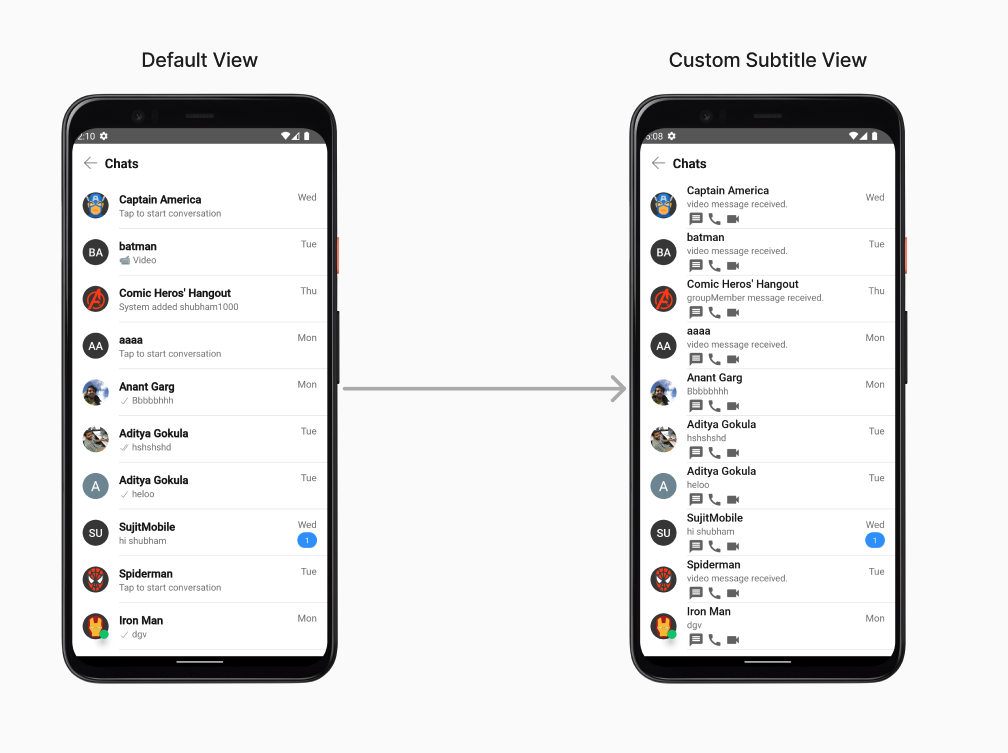 Default View
2:10
Chats
Captain America
Wed
Tap to start conversation
BA
batman
Tue
Video
Comic Heros' Hangout
Thu
System added shubham1000
AA
aaaa
Mon
Tap to start conversation
Anant Garg
Mon
Bbbbbhhh
Aditya Gokula
Tue
hshshshd
A
Aditya Gokula
Tue
heloo
SU
SujitMobile
Wed
hi shubham
1
Spiderman
Tue
Tap to start conversation
Iron Man
Mon
dgv
Custom Subtitle View
5:08
Chats
Captain America
Wed
video message received.
BA
batman
Tue
video message received.
Comic Heros' Hangout
Thu
groupMember message received.
AA
aaaa
Mon
video message received.
Anant Garg
Mon
Bbbbbhhh
Aditya Gokula
Tue
hshshshd
A
Aditya Gokula
Tue
heloo
SU
SujitMobile
Wed
hi shubham
1
Spiderman
Tue
video message received.
Iron Man
Mon
dgv